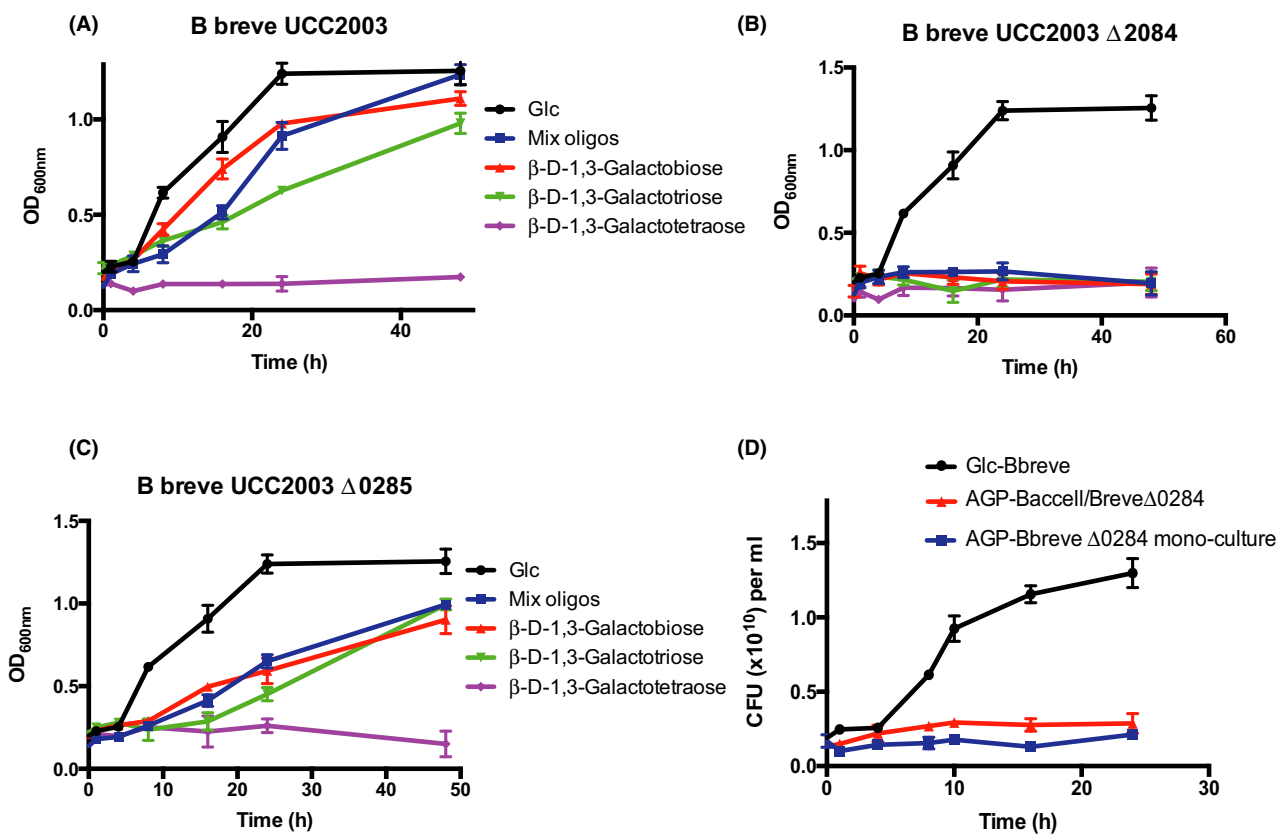 (A)
B breve UCC2003
OD600nm
1.0
0.5
0.0
0
20
40
Time (h)
Glc
Mix oligos
β-D-1,3-Galactobiose
β-D-1,3-Galactotriose
β-D-1,3-Galactotetraose
(B)
B breve UCC2003 Δ2084
OD600nm
1.5
1.0
0.5
0.0
0
20
40
60
Time (h)
(C)
B breve UCC2003 Δ0285
OD600nm
1.5
1.0
0.5
0.0
0
10
20
30
40
50
Time (h)
Glc
Mix oligos
β-D-1,3-Galactobiose
β-D-1,3-Galactotriose
β-D-1,3-Galactotetraose
(D)
Glc-Bbreve
AGP-Baccell/BreveΔ0284
AGP-Bbreve Δ0284 mono-culture
CFU (x10¹⁰) per ml
1.5
1.0
0.5
0.0
0
10
20
30
Time (h)